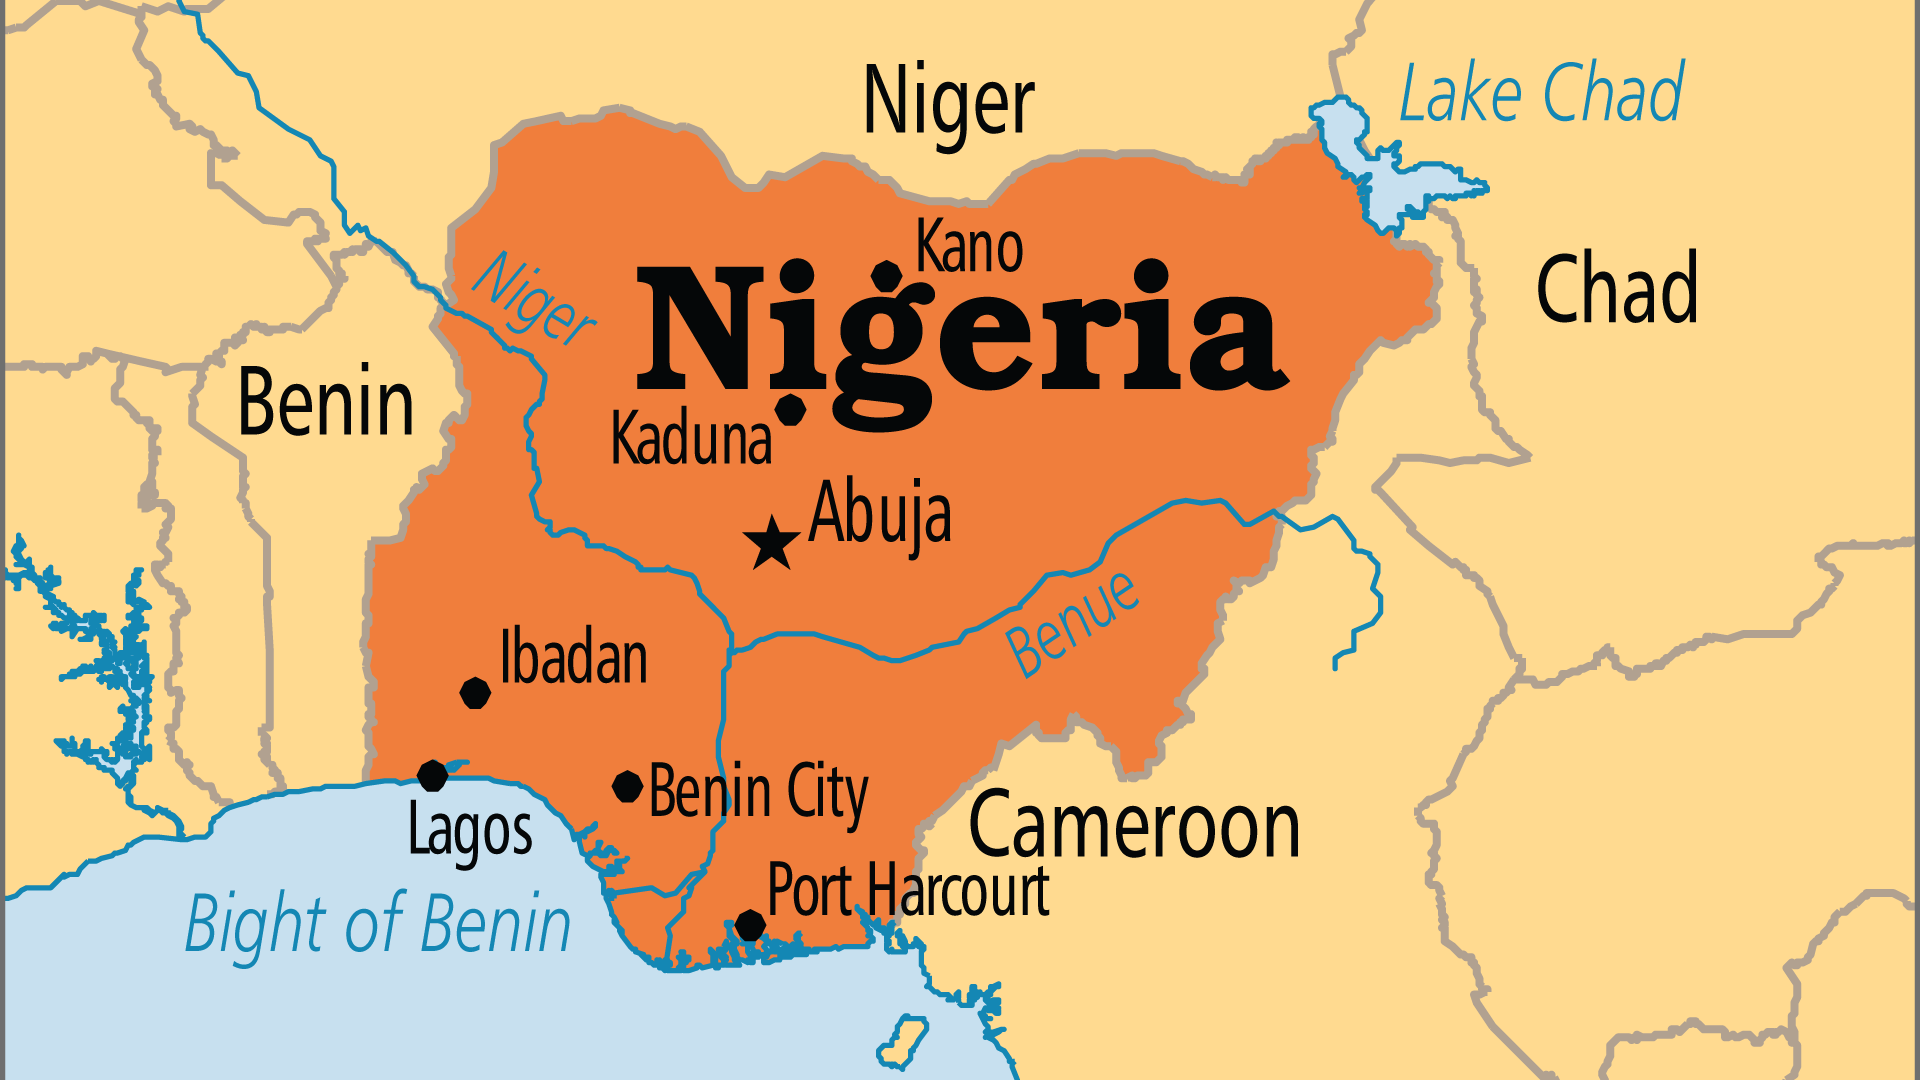 Niger
Lake Chad
Kano
Niger
Nigeria
Chad
Benin
Kaduna
Abuja
Benue
Ibadan
Benin City
Lagos
Cameroon
Port Harcourt
Bight of Benin